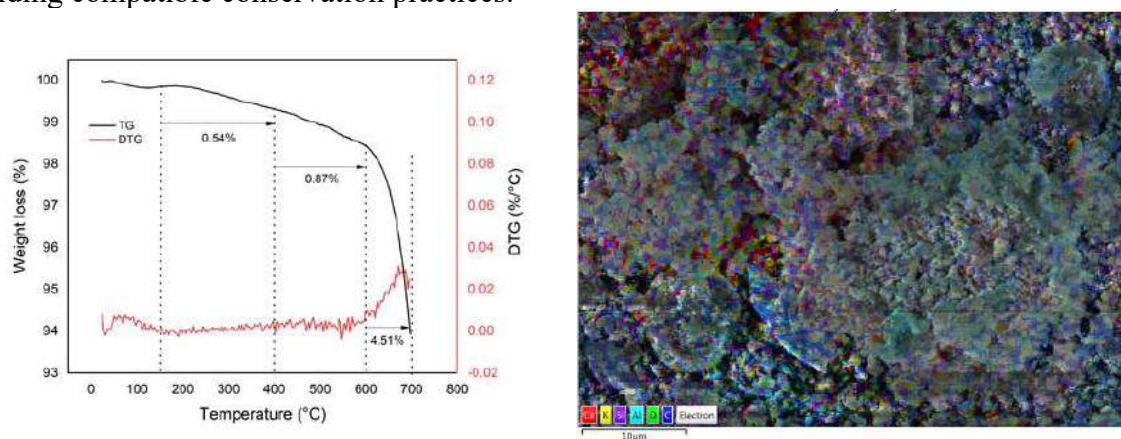 ding compatible conservation practices.
100
99
98
97
96
95
94
93
Weight loss (%)
0.12
0.10
0.08
0.06
0.04
0.02
0.00
-0.02
DTG (%/°C)
TG
DTG
0.54%
0.87%
4.51%
0 100 200 300 400 500 600 700 800
Temperature (°C)
Ca K Si Al O C Electron
10µm